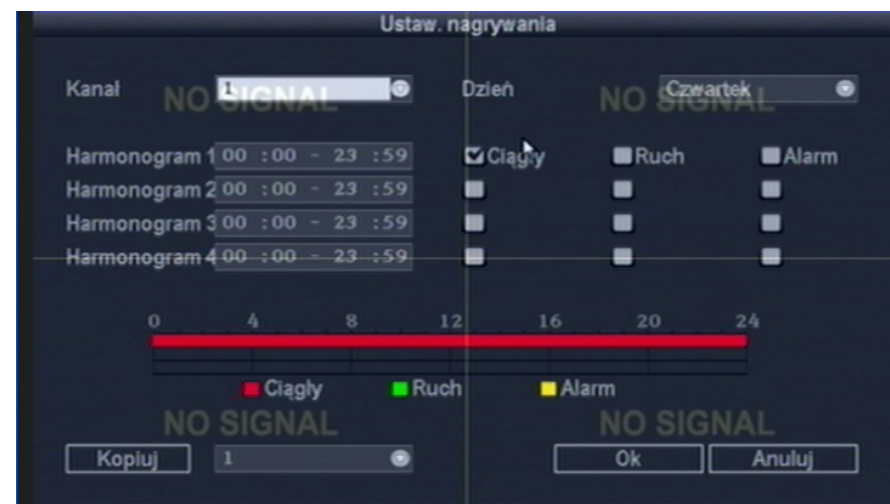 Ustaw. nagrywania
Kanał 1 Dzień Czwartek
NO SIGNAL NO SIGNAL
Harmonogram 1 00 :00 - 23 :59 Ciągły Ruch Alarm
Harmonogram 2 00 :00 - 23 :59
Harmonogram 3 00 :00 - 23 :59
Harmonogram 4 00 :00 - 23 :59
0 4 8 12 16 20 24
Ciągły Ruch Alarm
NO SIGNAL NO SIGNAL
Kopiuj 1 Ok Anuluj